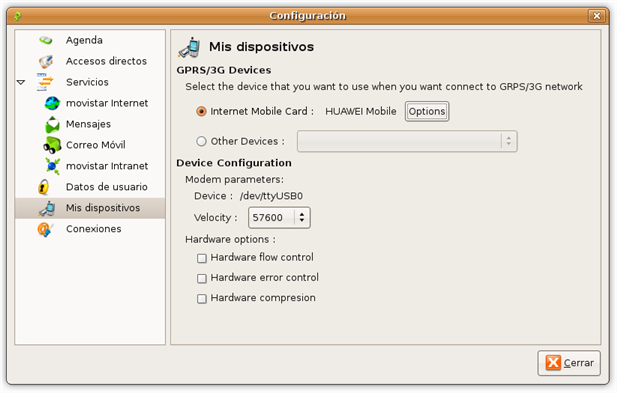 Configuración
Agenda
Accesos directos
Servicios
movistar Internet
Mensajes
Correo Móvil
movistar Intranet
Datos de usuario
Mis dispositivos
Conexiones
Mis dispositivos
GPRS/3G Devices
Select the device that you want to use when you want connect to GRPS/3G network
Internet Mobile Card : HUAWEI Mobile Options
Other Devices :
Device Configuration
Modem parameters:
Device : /dev/ttyUSB0
Velocity : 57600
Hardware options :
Hardware flow control
Hardware error control
Hardware compresion
Cerrar